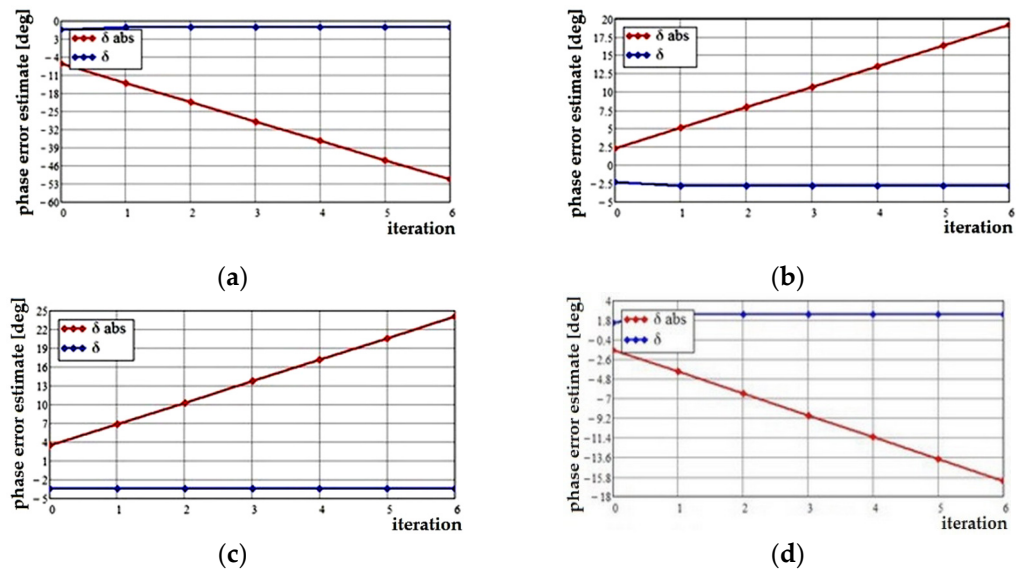 phase error estimate [deg]
0
3
− 4
− 11
− 18
− 25
− 32
− 39
− 46
− 53
− 60
δ abs
δ
0 1 2 3 4 5 6
iteration
(a)
phase error estimate [deg]
20
17.5
15
12.5
10
7.5
5
2.5
0
− 2.5
− 5
δ abs
δ
0 1 2 3 4 5 6
iteration
(b)
phase error estimate [deg]
25
22
19
16
13
10
7
4
1
− 2
− 5
δ abs
δ
0 1 2 3 4 5 6
iteration
(c)
phase error estimate [deg]
4
1.8
− 0.4
− 2.6
− 4.8
− 7
− 9.2
− 11.4
− 13.6
− 15.8
− 18
δ abs
δ
0 1 2 3 4 5 6
iteration
(d)